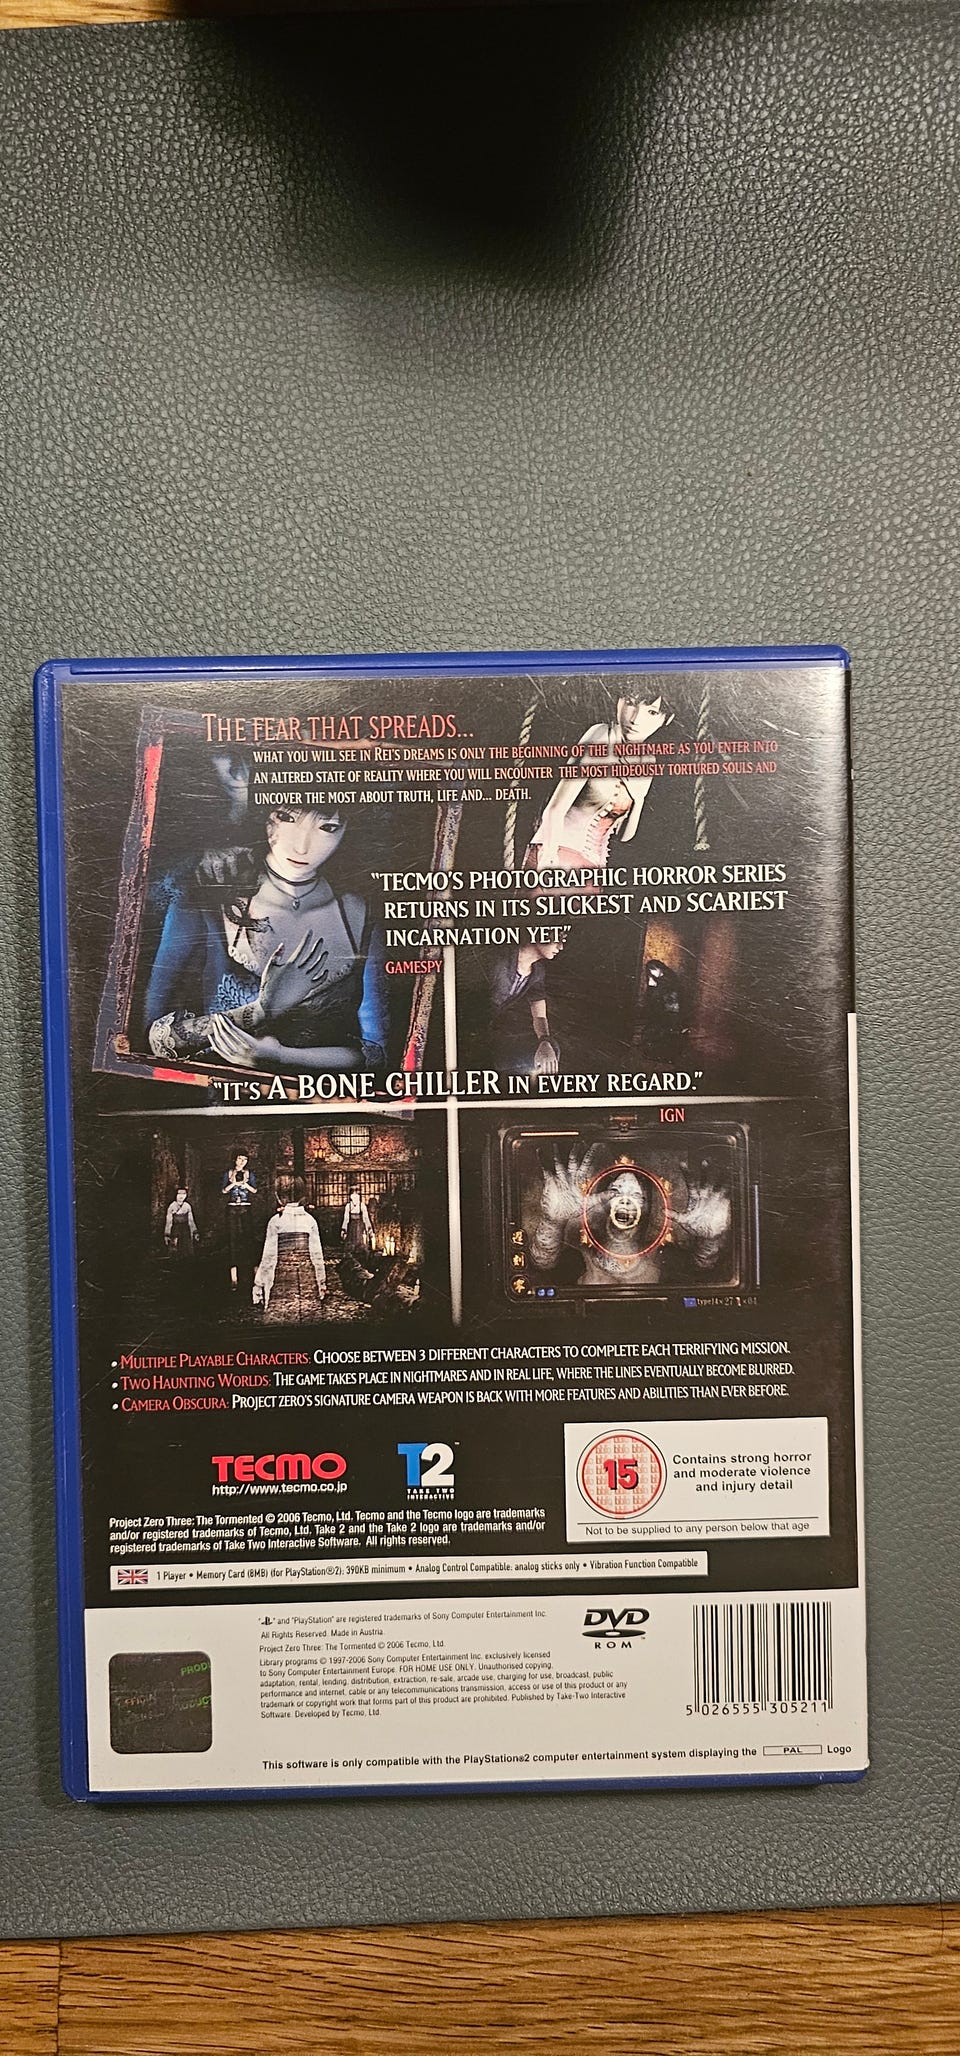 THE FEAR THAT SPREADS...
WHAT YOU WILL SEE IN REI'S DREAMS IS ONLY THE BEGINNING OF THE NIGHTMARE AS YOU ENTER INTO
AN ALTERED STATE OF REALITY WHERE YOU WILL ENCOUNTER THE MOST HIDEOUSLY TORTURED SOULS AND
UNCOVER THE MOST ABOUT TRUTH, LIFE AND... DEATH.
"TECMO'S PHOTOGRAPHIC HORROR SERIES
RETURNS IN ITS SLICKEST AND SCARIEST
INCARNATION YET."
GAMESPY
"IT'S A BONE CHILLER IN EVERY REGARD."
IGN
零
• MULTIPLE PLAYABLE CHARACTERS: CHOOSE BETWEEN 3 DIFFERENT CHARACTERS TO COMPLETE EACH TERRIFYING MISSION.
• TWO HAUNTING WORLDS: THE GAME TAKES PLACE IN NIGHTMARES AND IN REAL LIFE, WHERE THE LINES EVENTUALLY BECOME BLURRED.
• CAMERA OBSCURA: PROJECT ZERO'S SIGNATURE CAMERA WEAPON IS BACK WITH MORE FEATURES AND ABILITIES THAN EVER BEFORE.
TECMO
http://www.tecmo.co.jp
T2™
TAKE TWO
INTERACTIVE
15
Contains strong horror
and moderate violence
and injury detail
Not to be supplied to any person below that age
Project Zero Three: The Tormented © 2006 Tecmo, Ltd. Tecmo and the Tecmo logo are trademarks
and/or registered trademarks of Tecmo, Ltd. Take 2 and the Take 2 logo are trademarks and/or
registered trademarks of Take Two Interactive Software. All rights reserved.
1 Player • Memory Card (8MB) (for PlayStation®2): 390KB minimum • Analog Control Compatible: analog sticks only • Vibration Function Compatible
" " and "PlayStation" are registered trademarks of Sony Computer Entertainment Inc.
All Rights Reserved. Made in Austria.
Project Zero Three: The Tormented © 2006 Tecmo, Ltd.
Library programs © 1997-2006 Sony Computer Entertainment Inc. exclusively licensed
to Sony Computer Entertainment Europe. FOR HOME USE ONLY. Unauthorised copying,
adaptation, rental, lending, distribution, extraction, re-sale, arcade use, charging for use, broadcast, public
performance and internet, cable or any telecommunications transmission, access or use of this product or any
trademark or copyright work that forms part of this product are prohibited. Published by Take-Two Interactive
Software. Developed by Tecmo, Ltd.
DVD
ROM
5 026555 305211
This software is only compatible with the PlayStation®2 computer entertainment system displaying the PAL Logo